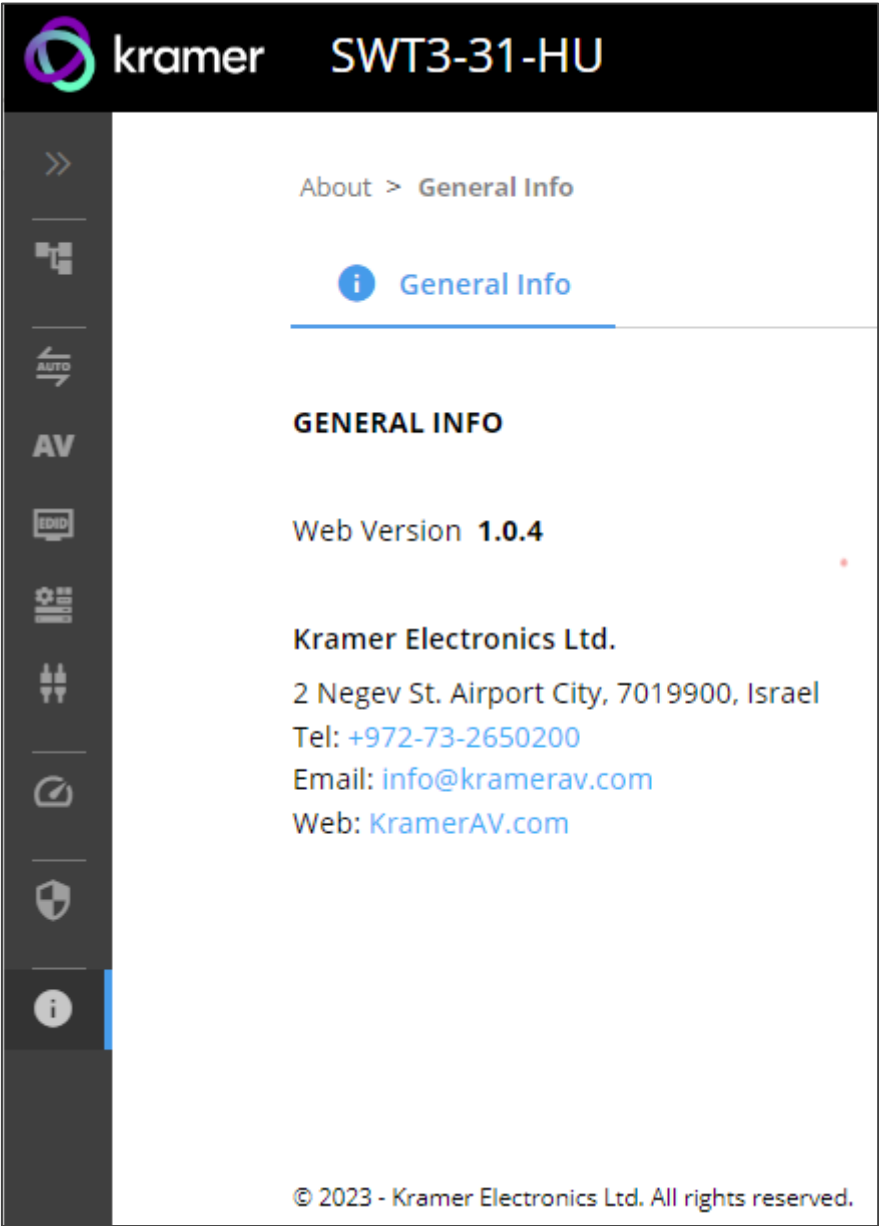 kramer SWT3-31-HU
About > General Info
i General Info
AUTO
GENERAL INFO
AV
Web Version 1.0.4
EDID
Kramer Electronics Ltd.
2 Negev St. Airport City, 7019900, Israel
Tel: +972-73-2650200
Email: info@kramerav.com
Web: KramerAV.com
i
© 2023 - Kramer Electronics Ltd. All rights reserved.